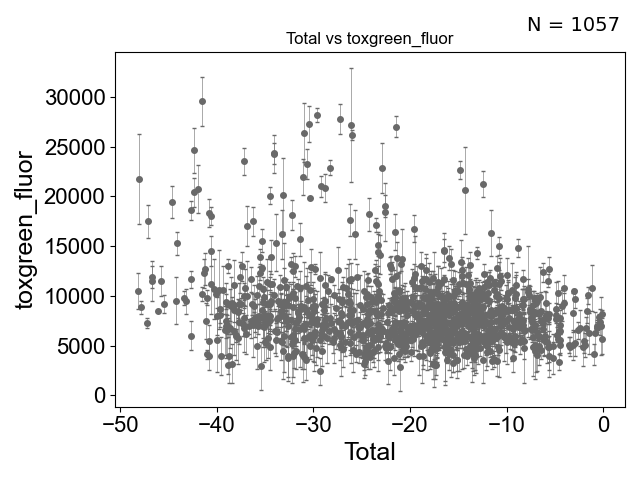 N = 1057
Total vs toxgreen_fluor
30000
25000
20000
15000
10000
5000
0
toxgreen_fluor
−50 −40 −30 −20 −10 0
Total